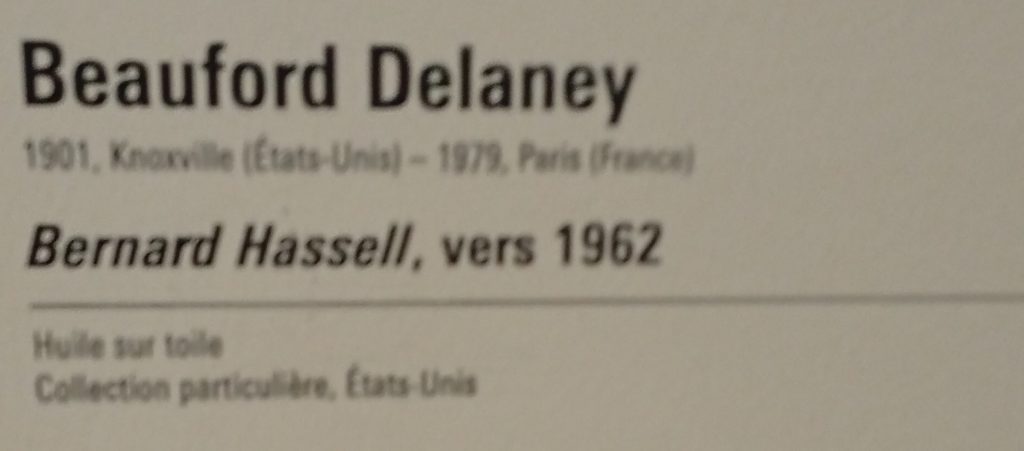 Beauford Delaney
1901, Knoxville (États-Unis) – 1979, Paris (France)
Bernard Hassell, vers 1962
Huile sur toile
Collection particulière, États-Unis